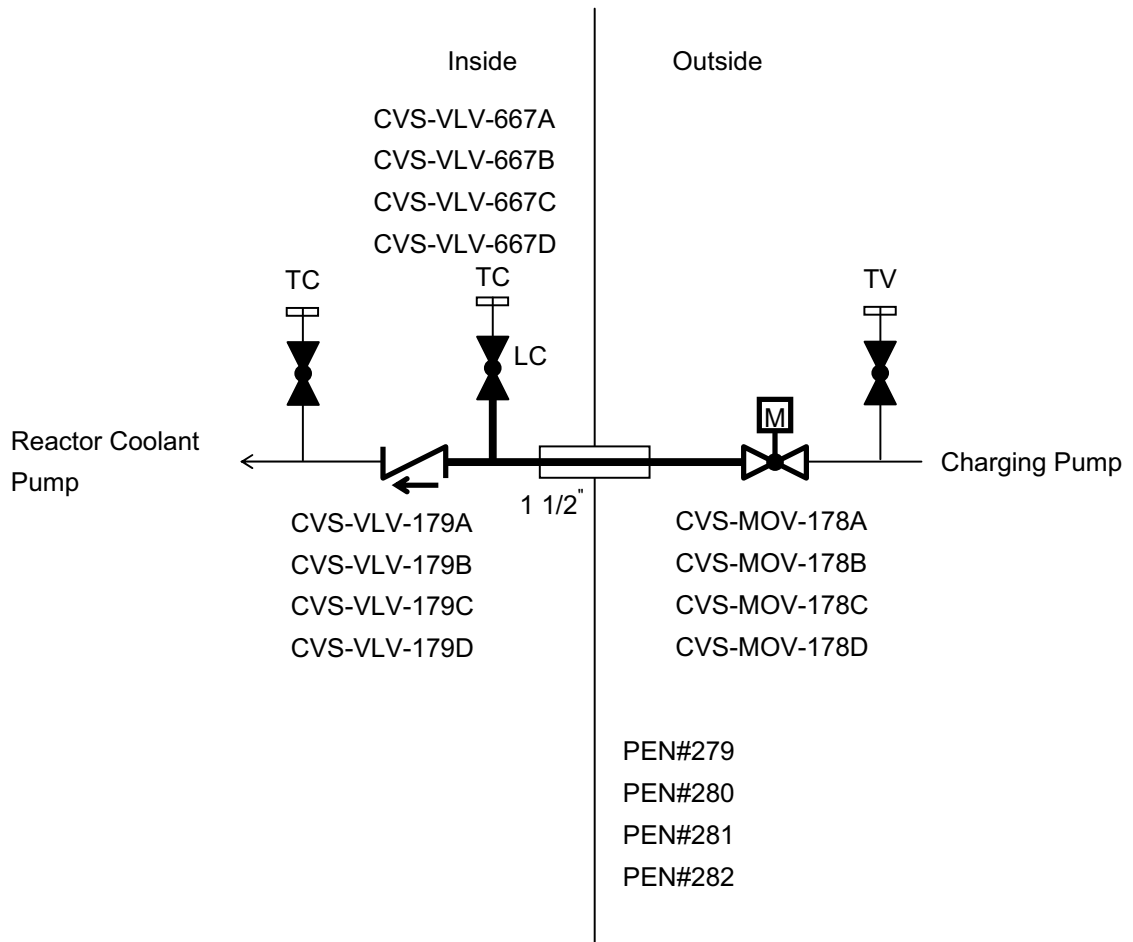 Inside
Outside
CVS-VLV-667A
CVS-VLV-667B
CVS-VLV-667C
CVS-VLV-667D
TC
TC
TV
LC
M
Reactor Coolant
Pump
Charging Pump
1 1/2"
CVS-VLV-179A
CVS-VLV-179B
CVS-VLV-179C
CVS-VLV-179D
CVS-MOV-178A
CVS-MOV-178B
CVS-MOV-178C
CVS-MOV-178D
PEN#279
PEN#280
PEN#281
PEN#282